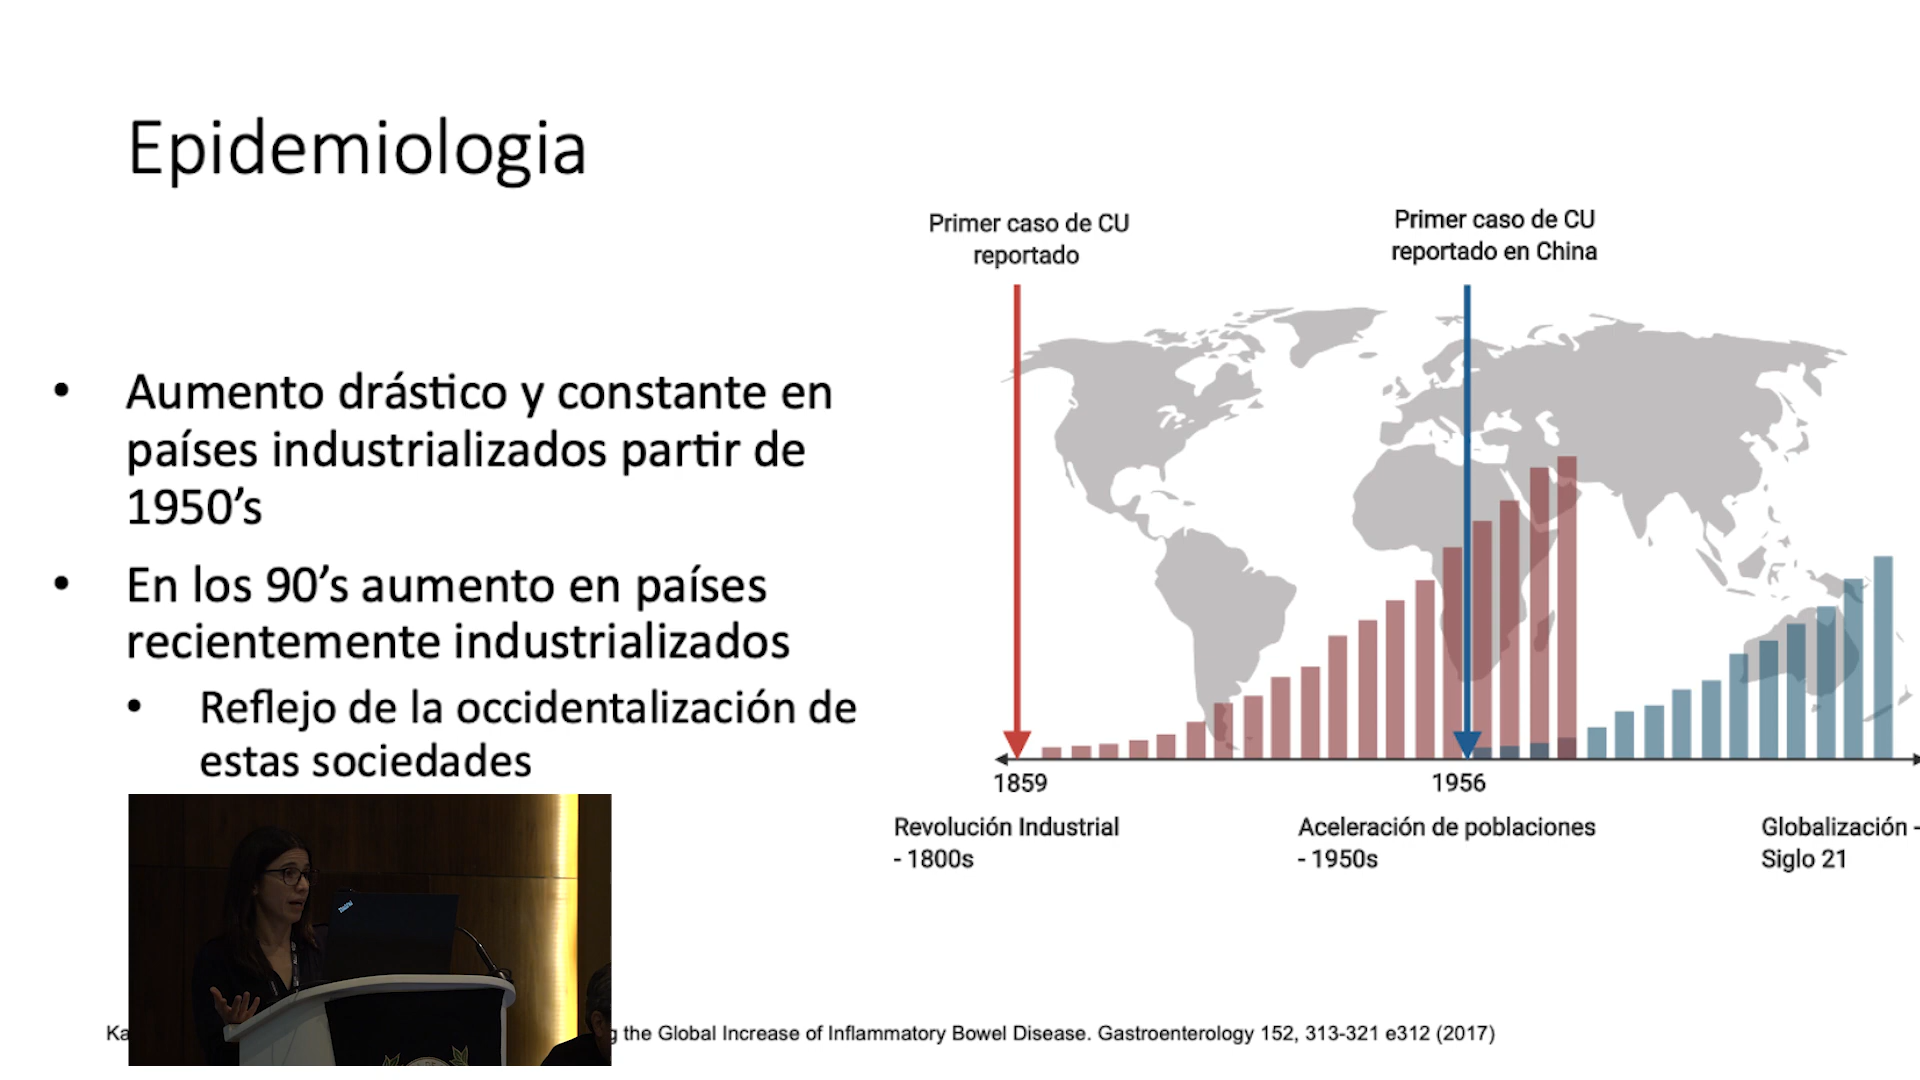 Epidemiologia
Primer caso de CU
reportado
Primer caso de CU
reportado en China
• Aumento drástico y constante en
países industrializados partir de
1950’s
• En los 90’s aumento en países
recientemente industrializados
• Reflejo de la occidentalización de
estas sociedades
1859
1956
Revolución Industrial
- 1800s
Aceleración de poblaciones
- 1950s
Globalización -
Siglo 21
the Global Increase of Inflammatory Bowel Disease. Gastroenterology 152, 313-321 e312 (2017)